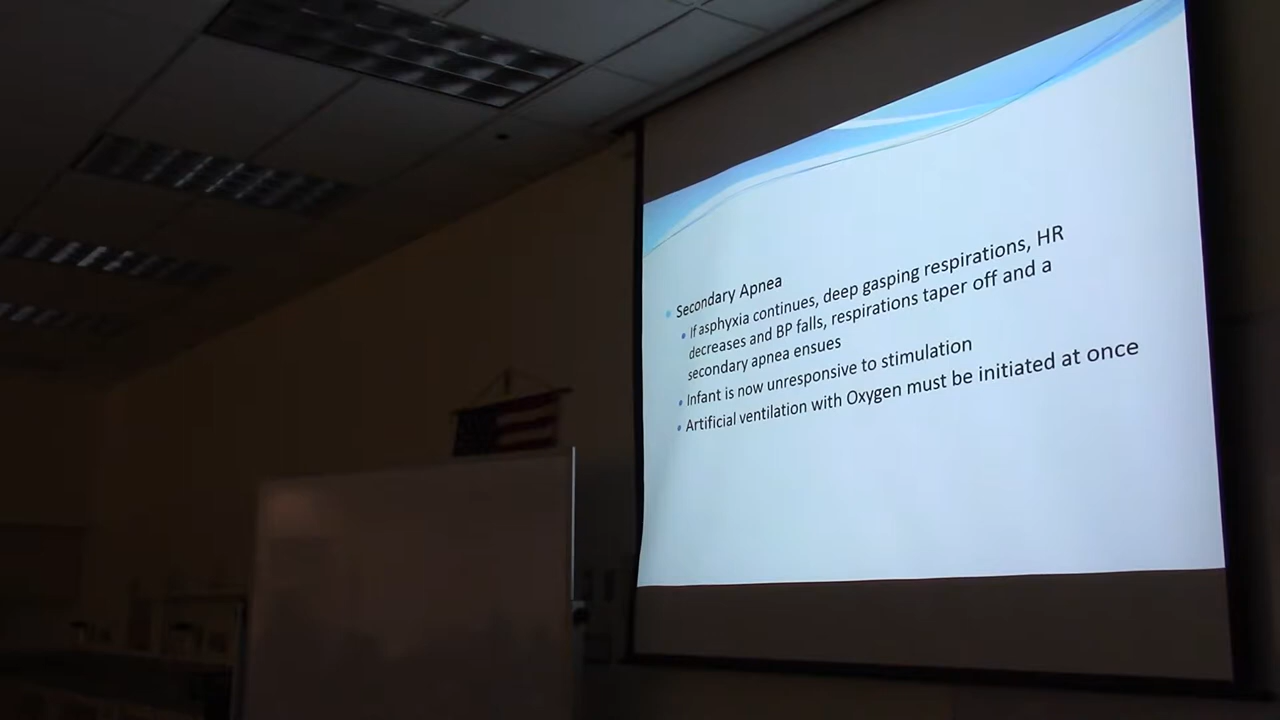 Secondary Apnea
If asphyxia continues, deep gasping respirations, HR
decreases and BP falls, respirations taper off and a
secondary apnea ensues
Infant is now unresponsive to stimulation
Artificial ventilation with Oxygen must be initiated at once